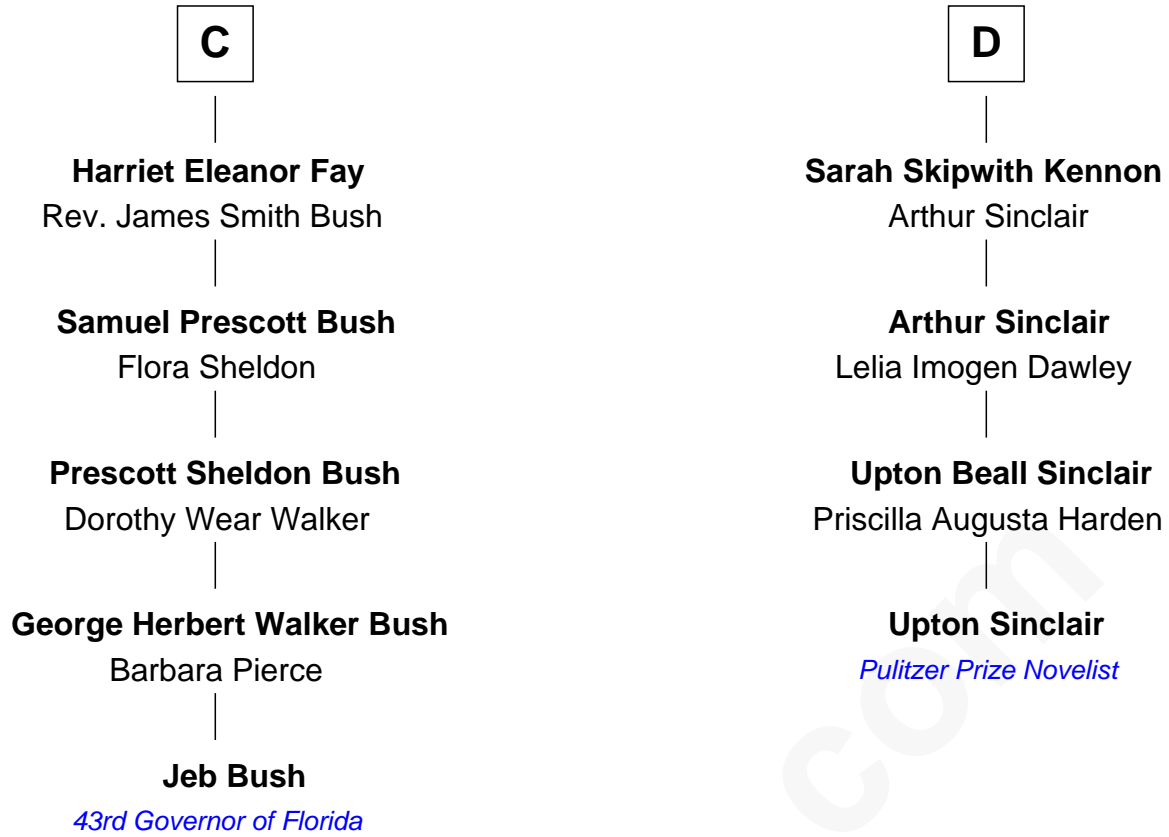 C
Harriet Eleanor Fay
Rev. James Smith Bush
Samuel Prescott Bush
Flora Sheldon
Prescott Sheldon Bush
Dorothy Wear Walker
George Herbert Walker Bush
Barbara Pierce
Jeb Bush
43rd Governor of Florida
D
Sarah Skipwith Kennon
Arthur Sinclair
Arthur Sinclair
Lelia Imogen Dawley
Upton Beall Sinclair
Priscilla Augusta Harden
Upton Sinclair
Pulitzer Prize Novelist
com